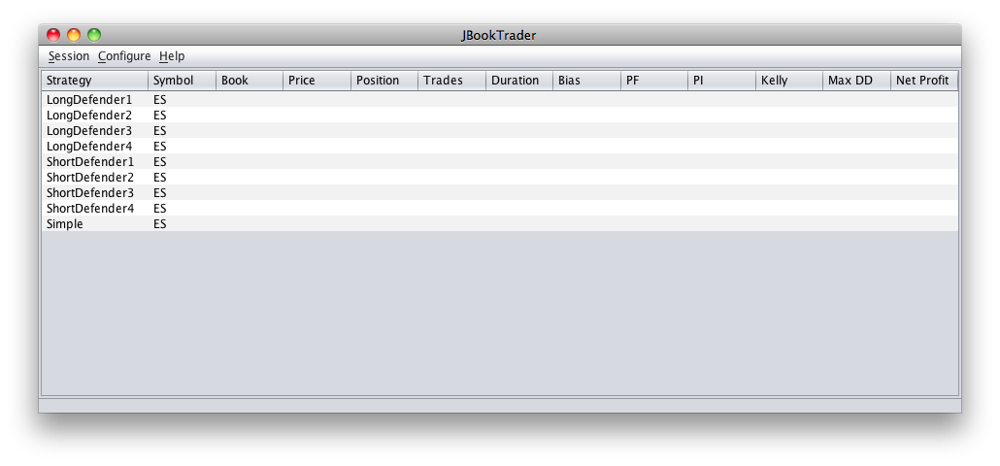 JBookTrader
Session Configure Help
Strategy Symbol Book Price Position Trades Duration Bias PF PI Kelly Max DD Net Profit
LongDefender1 ES
LongDefender2 ES
LongDefender3 ES
LongDefender4 ES
ShortDefender1 ES
ShortDefender2 ES
ShortDefender3 ES
ShortDefender4 ES
Simple ES